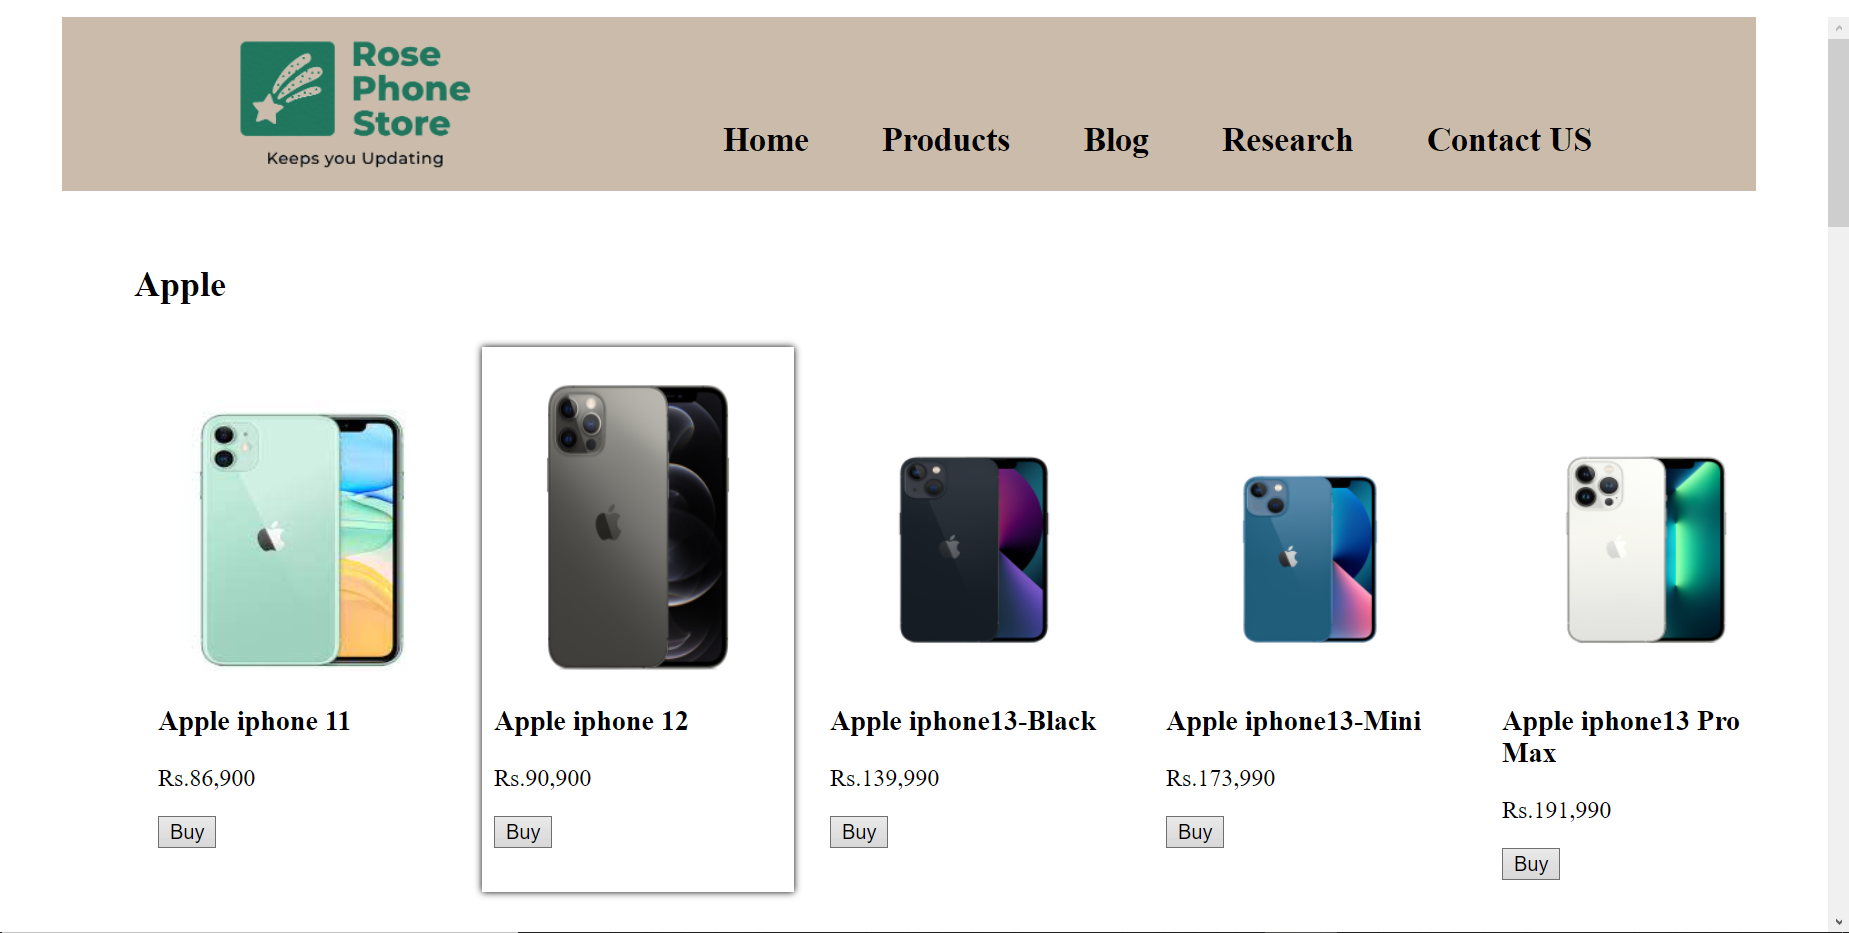 Rose
Phone
Store
Keeps you Updating
Home Products Blog Research Contact US
Apple
Apple iphone 11
Rs.86,900
Buy
Apple iphone 12
Rs.90,900
Buy
Apple iphone13-Black
Rs.139,990
Buy
Apple iphone13-Mini
Rs.173,990
Buy
Apple iphone13 Pro
Max
Rs.191,990
Buy